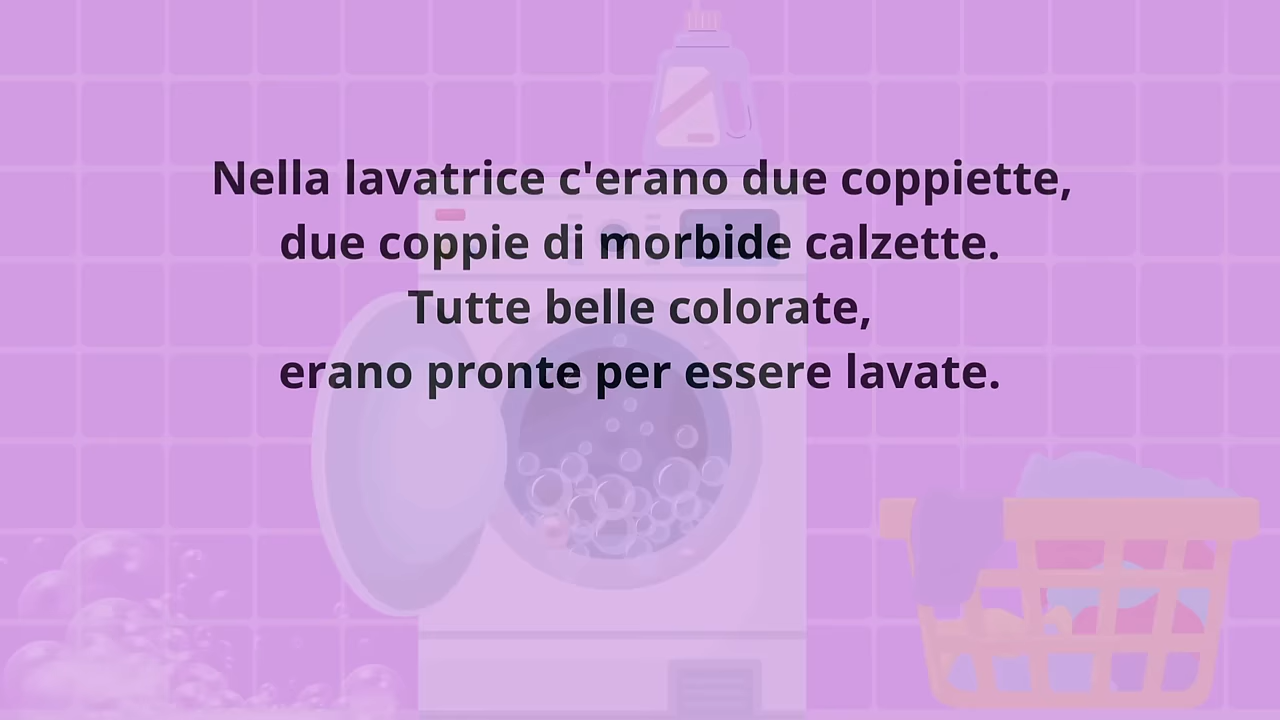 Nella lavatrice c'erano due coppiette,
due coppie di morbide calzette.
Tutte belle colorate,
erano pronte per essere lavate.